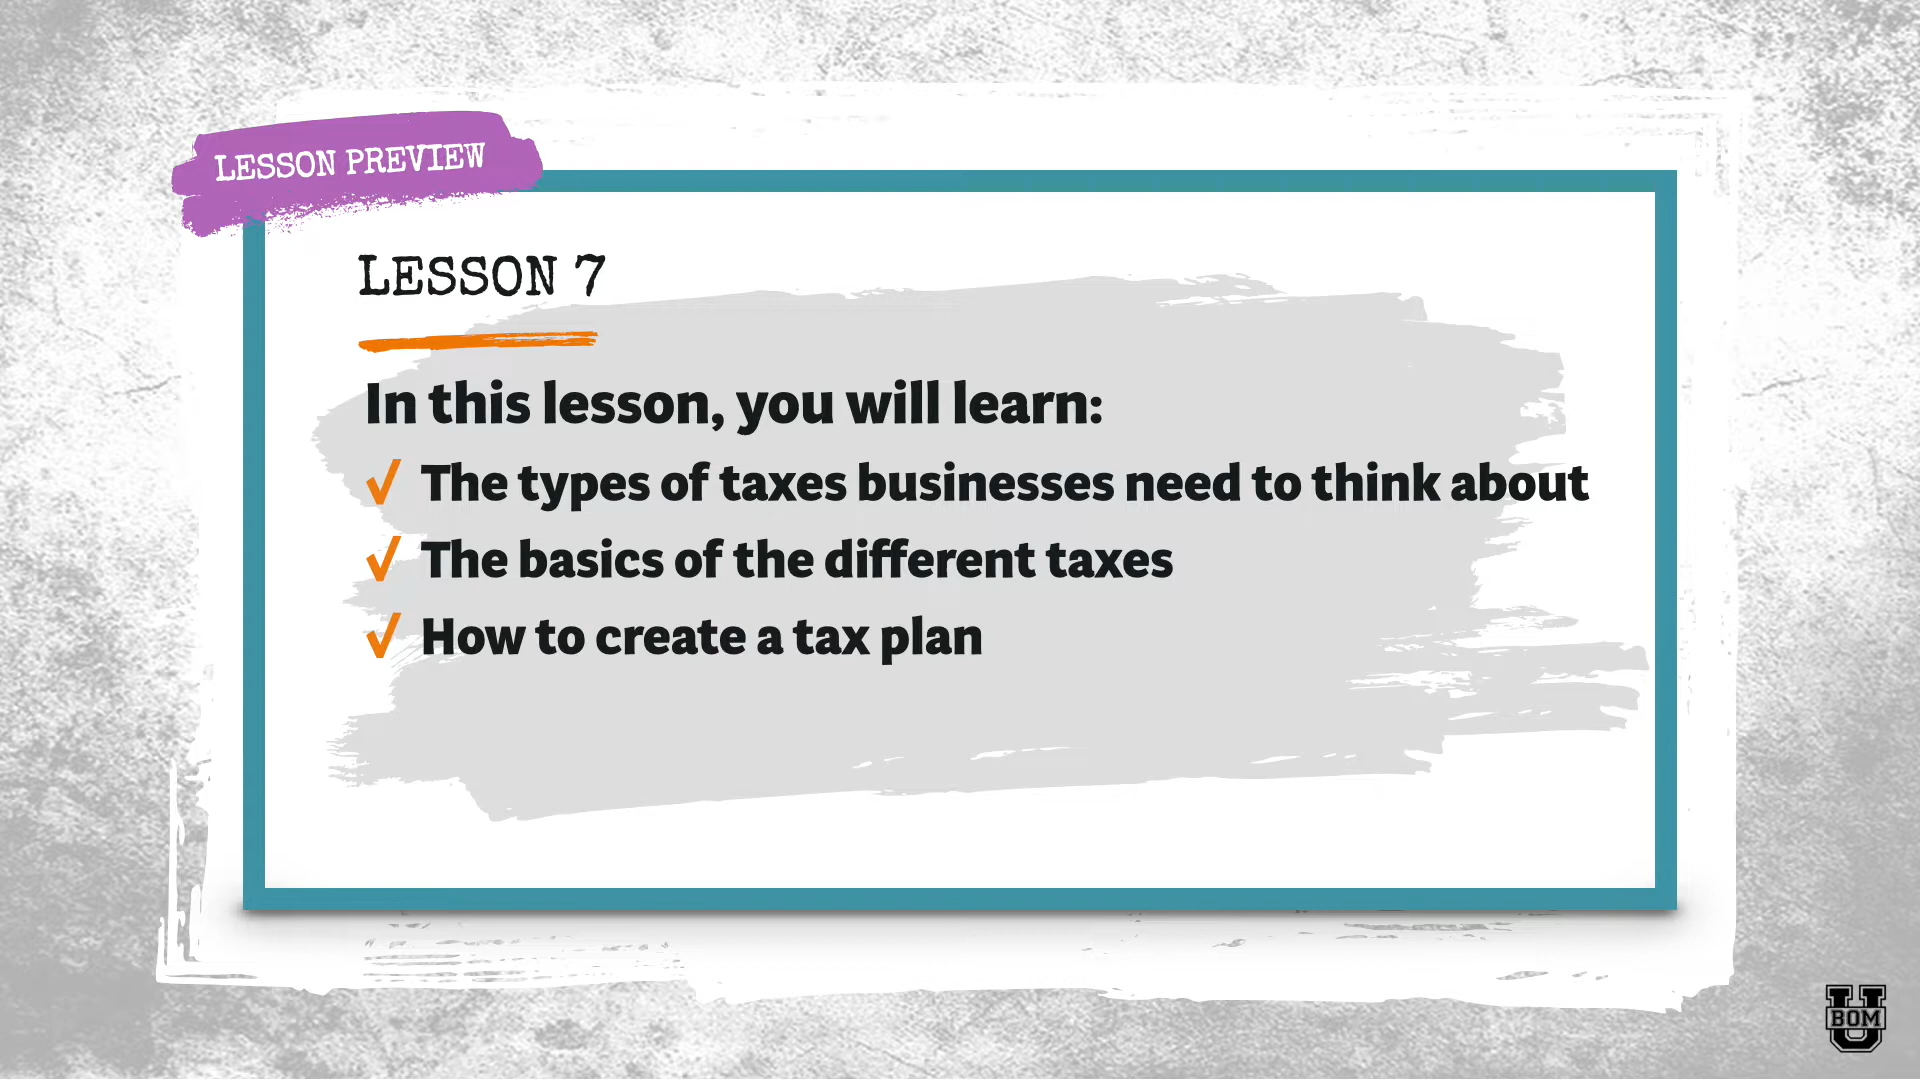 LESSON PREVIEW
LESSON 7
In this lesson, you will learn:
✓ The types of taxes businesses need to think about
✓ The basics of the different taxes
✓ How to create a tax plan
U
BOM